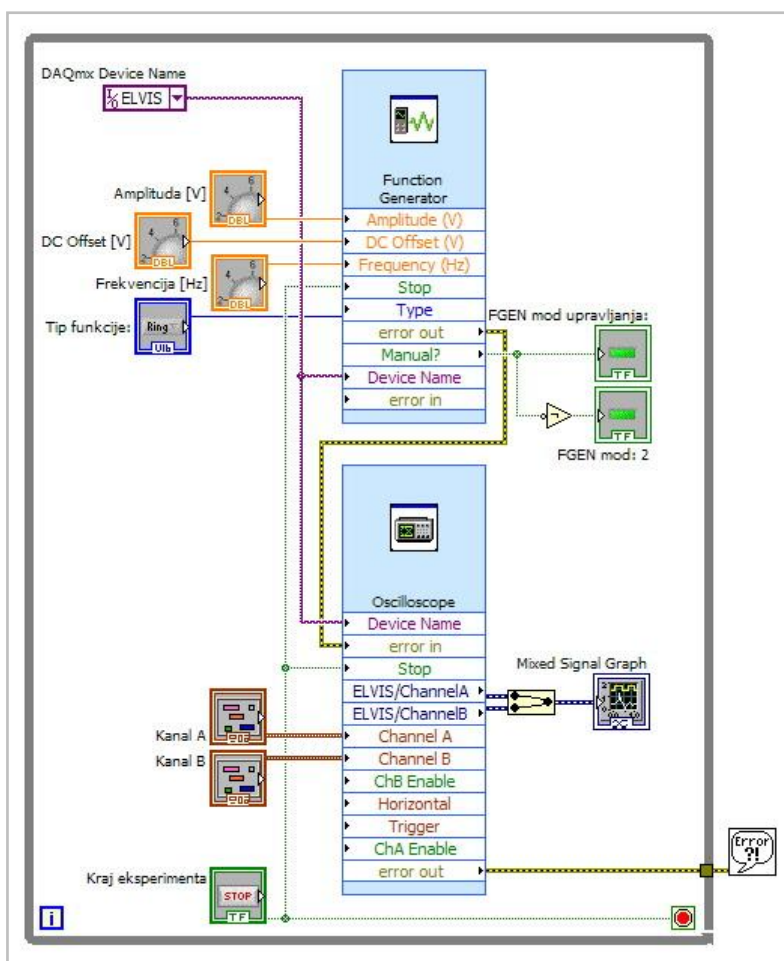 DAQmx Device Name
ELVIS
Function
Generator
Amplituda [V]
DBL
Amplitude (V)
DC Offset [V]
DBL
DC Offset (V)
Frekvencija [Hz]
DBL
Frequency (Hz)
Stop
Tip funkcije:
Ring
U16
Type
FGEN mod upravljanja:
error out
TF
Manual?
Device Name
error in
TF
FGEN mod: 2
Oscilloscope
Device Name
error in
Stop
Mixed Signal Graph
ELVIS/ChannelA
ELVIS/ChannelB
Kanal A
Channel A
Kanal B
Channel B
ChB Enable
Horizontal
Trigger
ChA Enable
error out
Error
?!
Kraj eksperimenta
STOP
TF
i